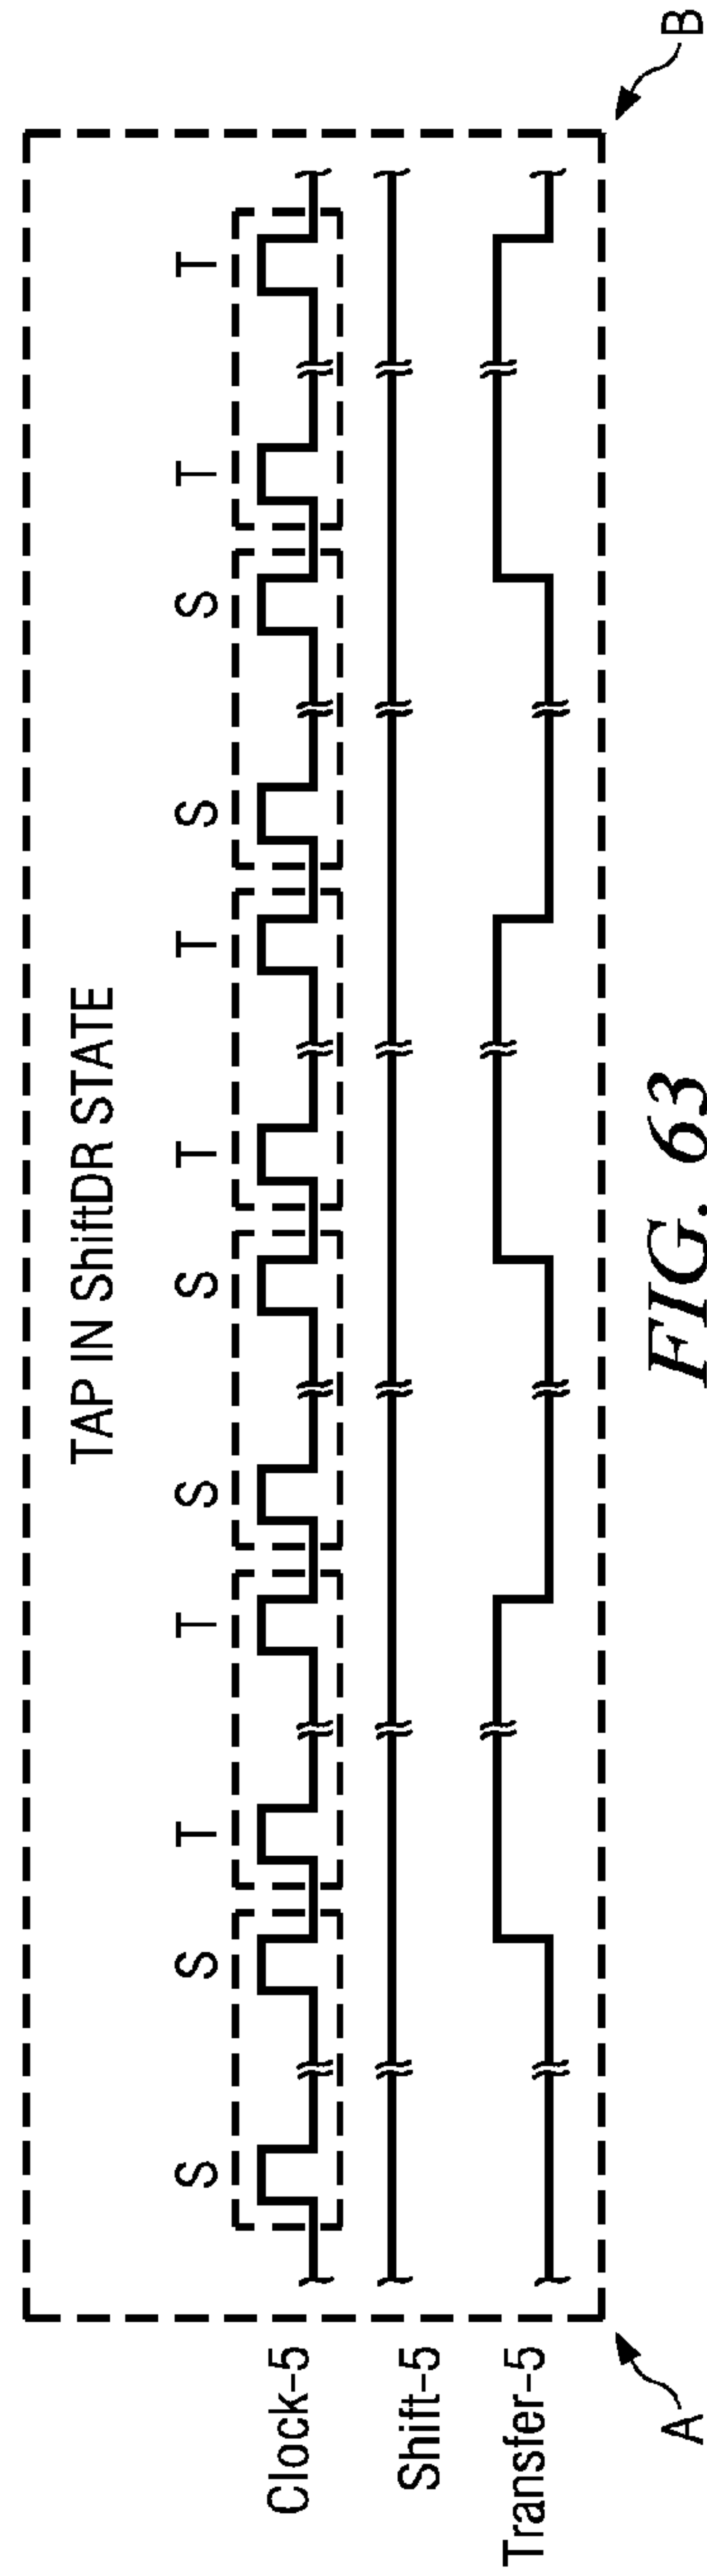 TAP IN ShiftDR STATE
S S T T S S T T S S T T
Clock-5
Shift-5
Transfer-5
A B
FIG. 63